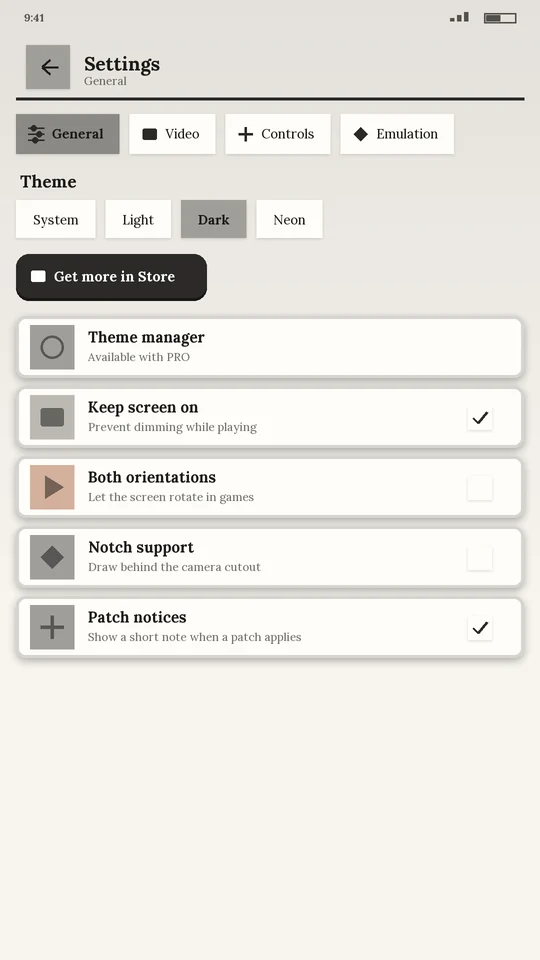 9:41
Settings
General
General
Video
Controls
Emulation
Theme
System
Light
Dark
Neon
Get more in Store
Theme manager
Available with PRO
Keep screen on
Prevent dimming while playing
Both orientations
Let the screen rotate in games
Notch support
Draw behind the camera cutout
Patch notices
Show a short note when a patch applies